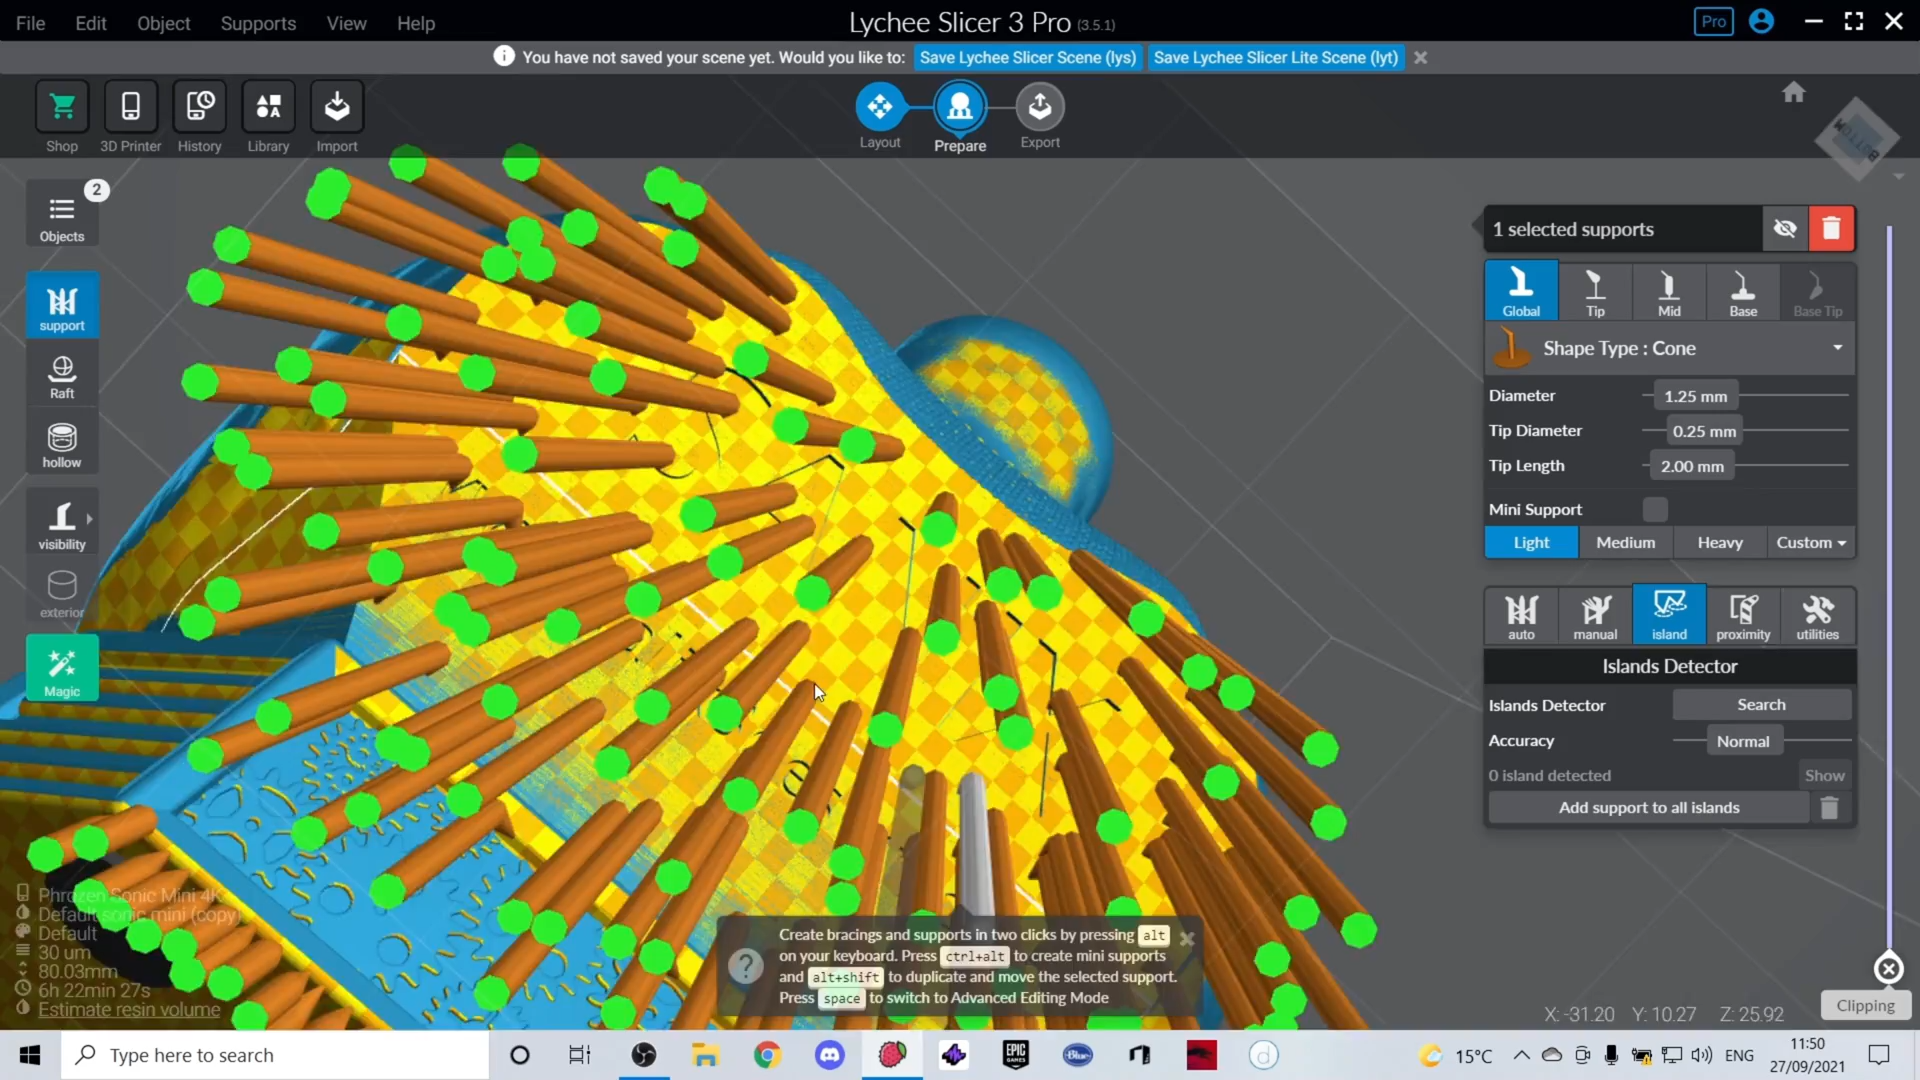 File Edit Object Supports View Help
Lychee Slicer 3 Pro (3.5.1)
Pro
You have not saved your scene yet. Would you like to: Save Lychee Slicer Scene (lys) Save Lychee Slicer Lite Scene (lyt)
Shop 3D Printer History Library Import
Layout Prepare Export
BOTTOM
2
Objects
support
Raft
hollow
visibility
exterior
Magic
1 selected supports
Global Tip Mid Base Base Tip
Shape Type : Cone
Diameter 1.25 mm
Tip Diameter 0.25 mm
Tip Length 2.00 mm
Mini Support
Light Medium Heavy Custom
auto manual island proximity utilities
Islands Detector
Islands Detector Search
Accuracy Normal
0 island detected Show
Add support to all islands
Phrozen Sonic Mini 4K
Default sonic mini (copy)
Default
30 um
80.03mm
6h 22min 27s
Estimate resin volume
Create bracings and supports in two clicks by pressing alt
on your keyboard. Press ctrl+alt to create mini supports
and alt+shift to duplicate and move the selected support.
Press space to switch to Advanced Editing Mode
X: -31.20 Y: 10.27 Z: 25.92
Clipping
Type here to search
EPIC GAMES
Blue
15°C
ENG
11:50
27/09/2021